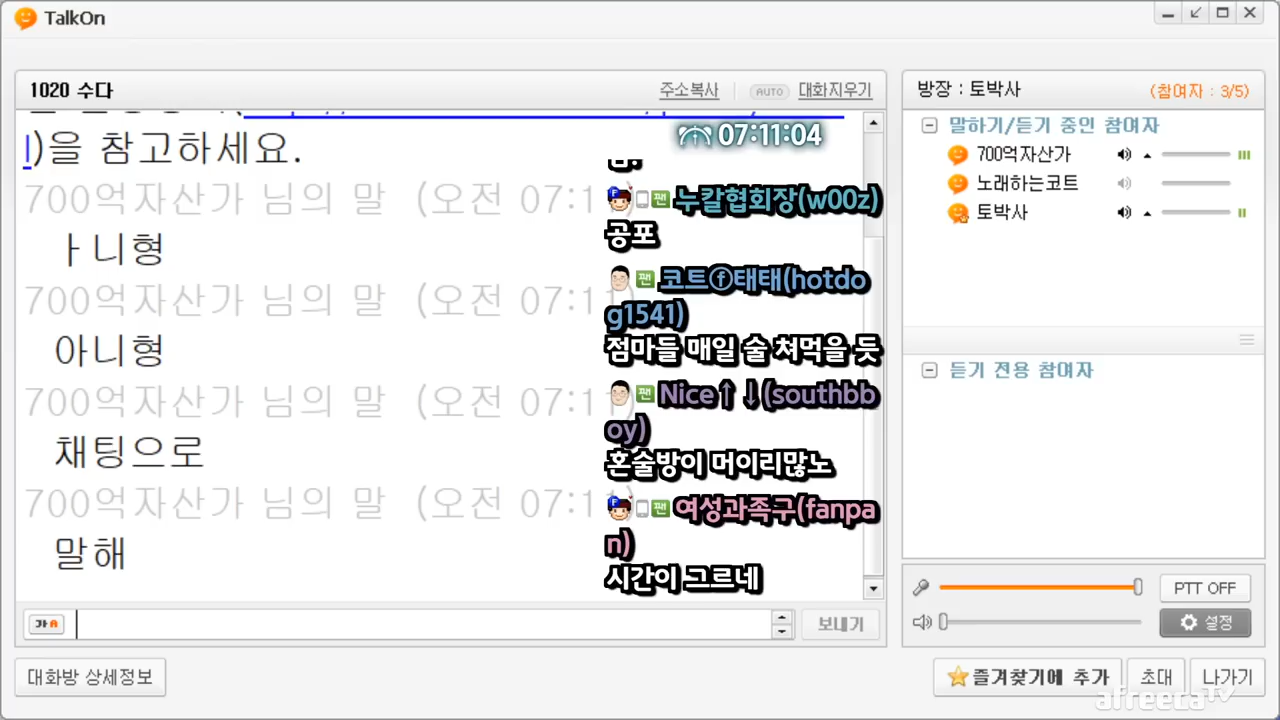 TalkOn
1020 수다
주소복사
AUTO
대화지우기
)을 참고하세요.
700억자산가 님의 말 (오전 07:1
ㅏ니형
700억자산가 님의 말 (오전 07:1
아니형
700억자산가 님의 말 (오전 07:1
채팅으로
700억자산가 님의 말 (오전 07:1
말해
07:11:04
팬 누칼협회장(w00z)
공포
팬 코트ⓕ태태(hotdo
g1541)
점마들 매일 술 쳐먹을 듯
팬 Nice↑↓(southbb
oy)
혼술방이 머이리많노
팬 여성과족구(fanpa
n)
시간이 그르네
가A
보내기
대화방 상세정보
방장 : 토박사
(참여자 : 3/5)
말하기/듣기 중인 참여자
700억자산가
노래하는코트
토박사
듣기 전용 참여자
PTT OFF
설정
즐겨찾기에 추가
초대
나가기
afreecaTV